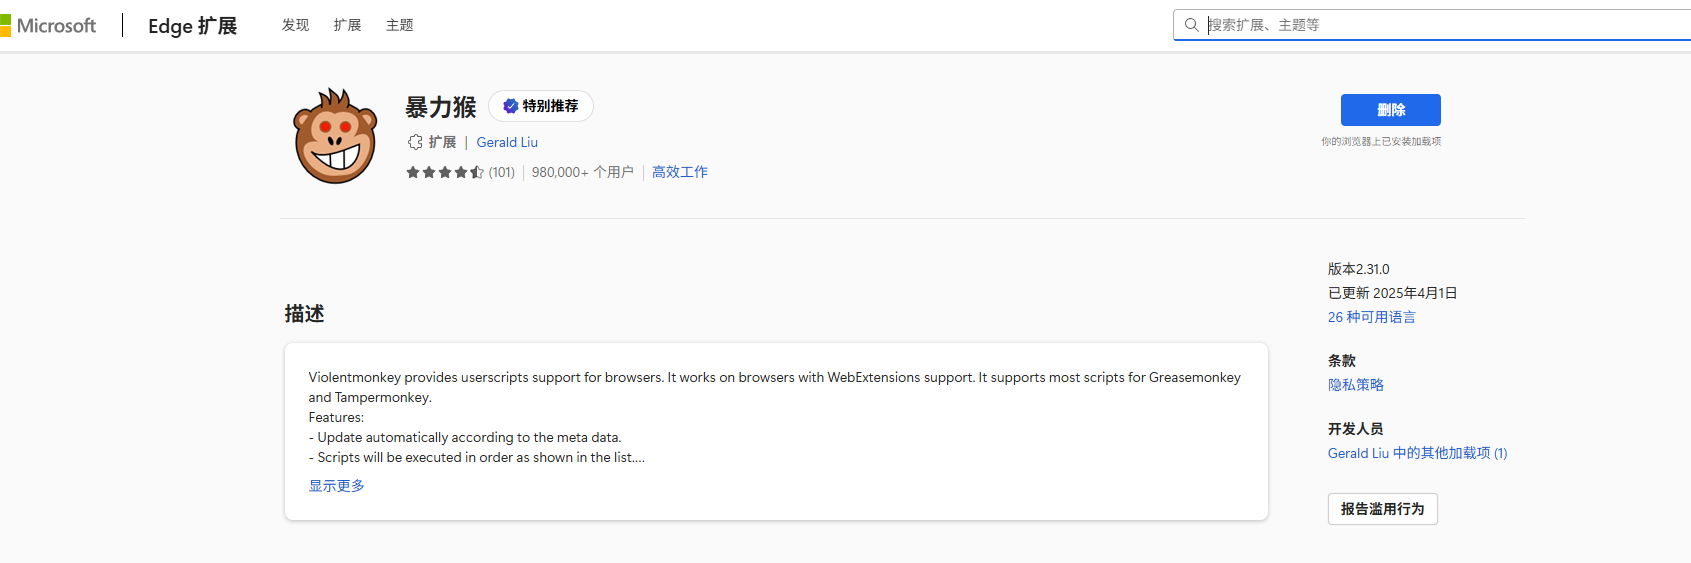 Microsoft
Edge 扩展
发现
扩展
主题
搜索扩展、主题等
暴力猴
特别推荐
扩展 | Gerald Liu
(101)
980,000+ 个用户
高效工作
删除
你的浏览器上已安装加载项
描述
Violentmonkey provides userscripts support for browsers. It works on browsers with WebExtensions support. It supports most scripts for Greasemonkey
and Tampermonkey.
Features:
- Update automatically according to the meta data.
- Scripts will be executed in order as shown in the list....
显示更多
版本2.31.0
已更新 2025年4月1日
26 种可用语言
条款
隐私策略
开发人员
Gerald Liu 中的其他加载项 (1)
报告滥用行为